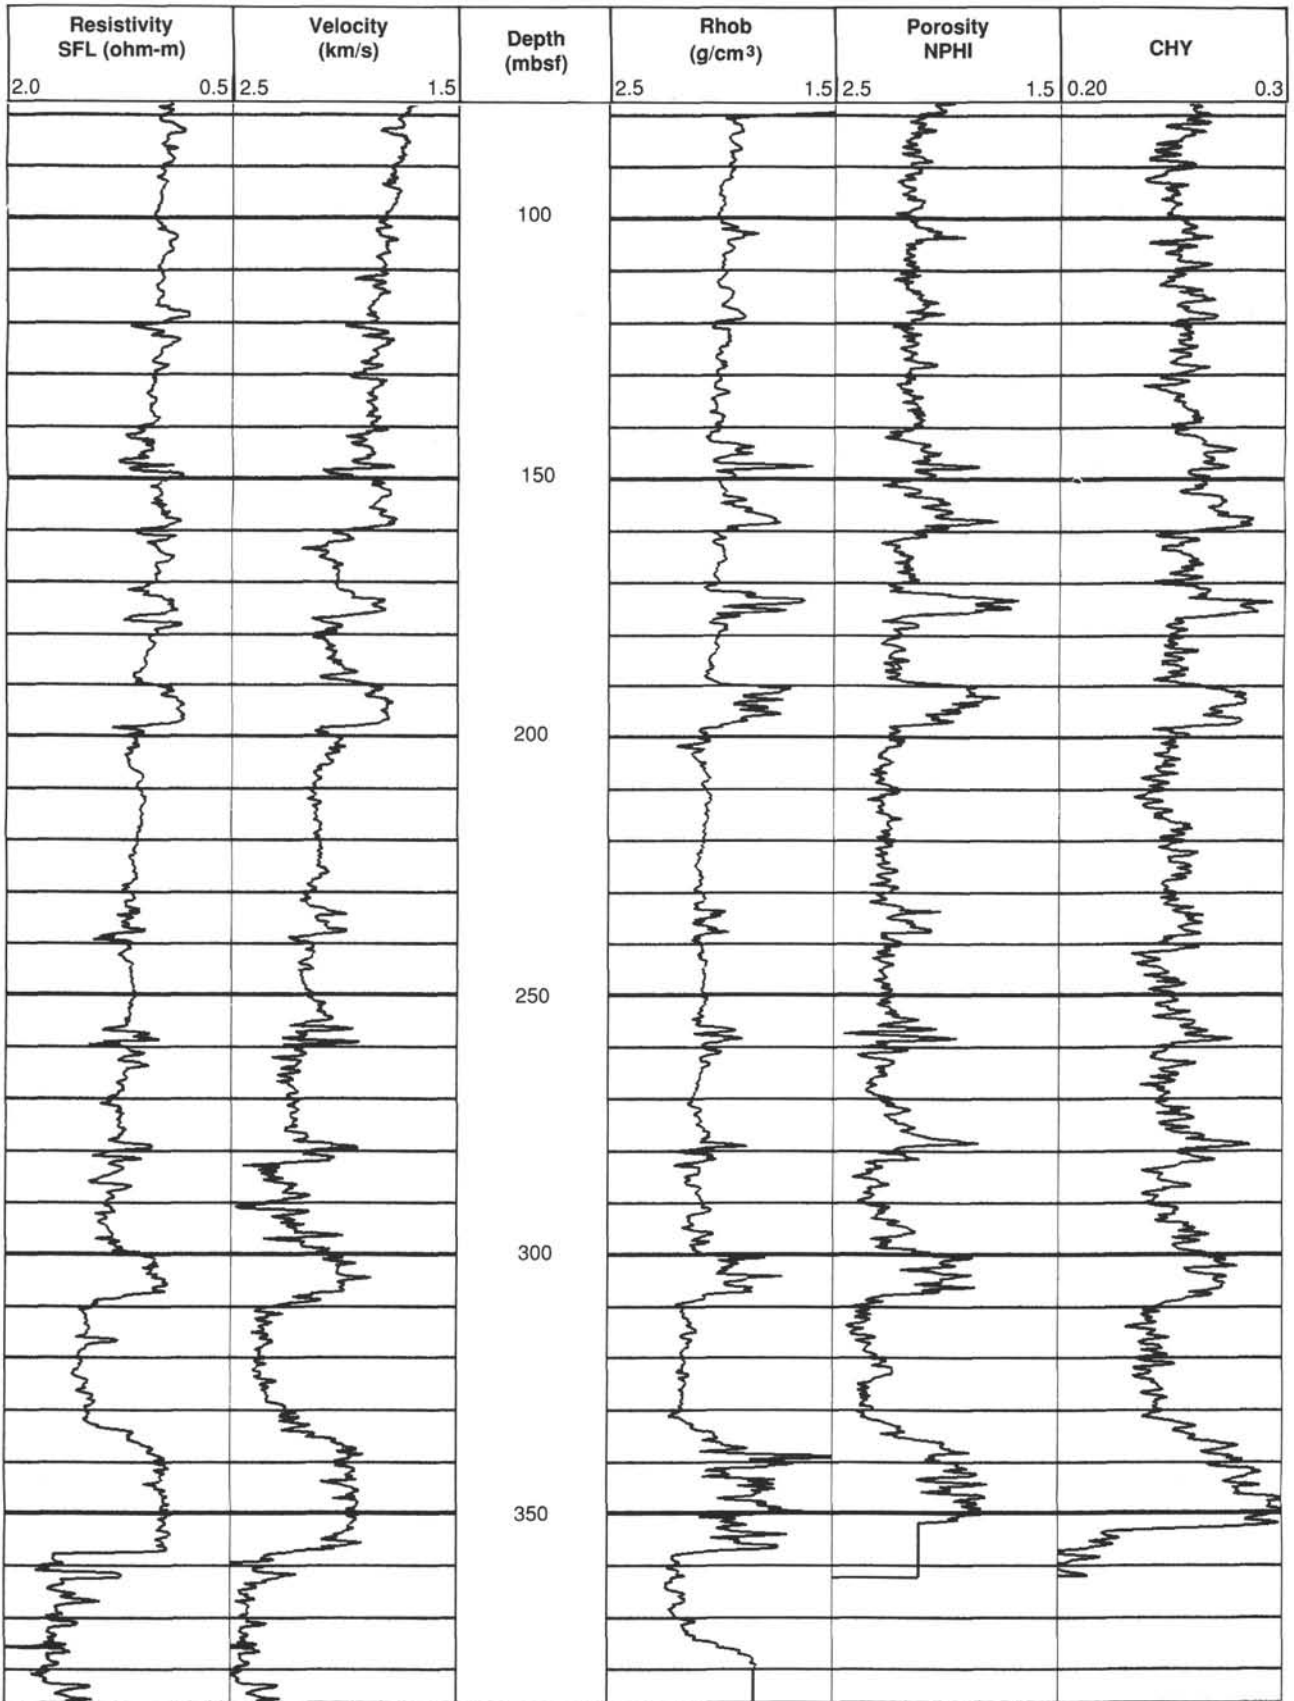 Resistivity
SFL (ohm-m)
2.0 0.5
Velocity
(km/s)
2.5 1.5
Depth
(mbsf)
Rhob
(g/cm³)
2.5 1.5
Porosity
NPHI
2.5 1.5
CHY
0.20 0.3
100
150
200
250
300
350